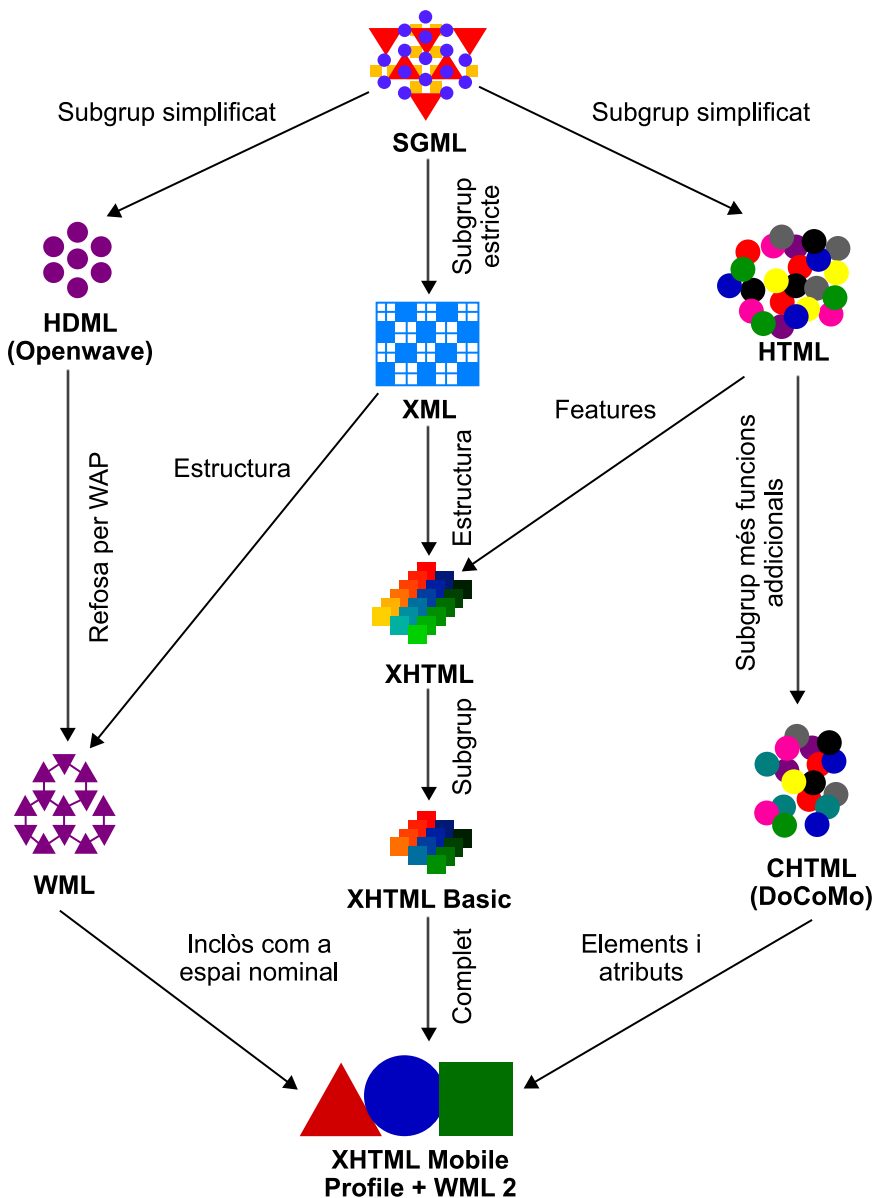 Subgrup simplificat
Subgrup simplificat
SGML
Subgrup
estricte
HDML
(Openwave)
XML
HTML
Refosa per WAP
Estructura
Estructura
Features
Subgrup més funcions
addicionals
XHTML
Subgrup
WML
XHTML Basic
CHTML
(DoCoMo)
Inclòs com a
espai nominal
Complet
Elements i
atributs
XHTML Mobile
Profile + WML 2